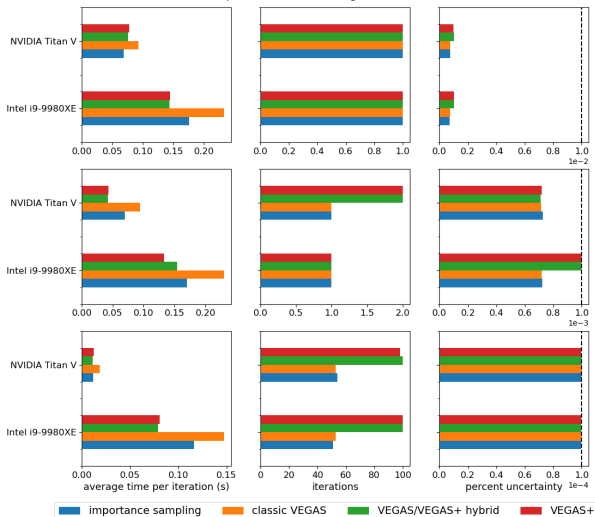 NVIDIA Titan V
Intel i9-9980XE
0.00 0.05 0.10 0.15 0.20
0.0 0.2 0.4 0.6 0.8 1.0
0.0 0.2 0.4 0.6 0.8 1.0
1e−2
NVIDIA Titan V
Intel i9-9980XE
0.00 0.05 0.10 0.15 0.20
0.0 0.5 1.0 1.5 2.0
0.0 0.2 0.4 0.6 0.8 1.0
1e−3
NVIDIA Titan V
Intel i9-9980XE
0.00 0.05 0.10 0.15
0 20 40 60 80 100
0.0 0.2 0.4 0.6 0.8 1.0
average time per iteration (s)
iterations
percent uncertainty
1e−4
importance sampling classic VEGAS VEGAS/VEGAS+ hybrid VEGAS+